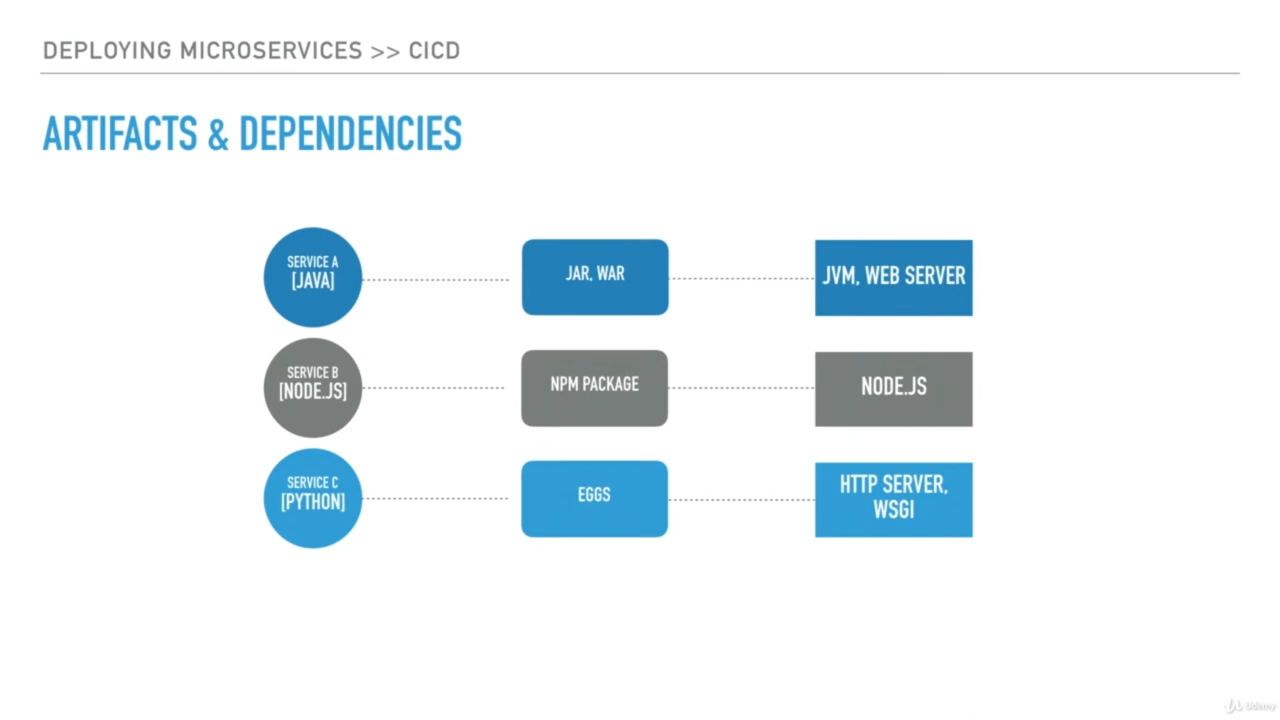 DEPLOYING MICROSERVICES >> CICD
ARTIFACTS & DEPENDENCIES
SERVICE A
[JAVA]
JAR, WAR
JVM, WEB SERVER
SERVICE B
[NODE.JS]
NPM PACKAGE
NODE.JS
SERVICE C
[PYTHON]
EGGS
HTTP SERVER,
WSGI
Udemy